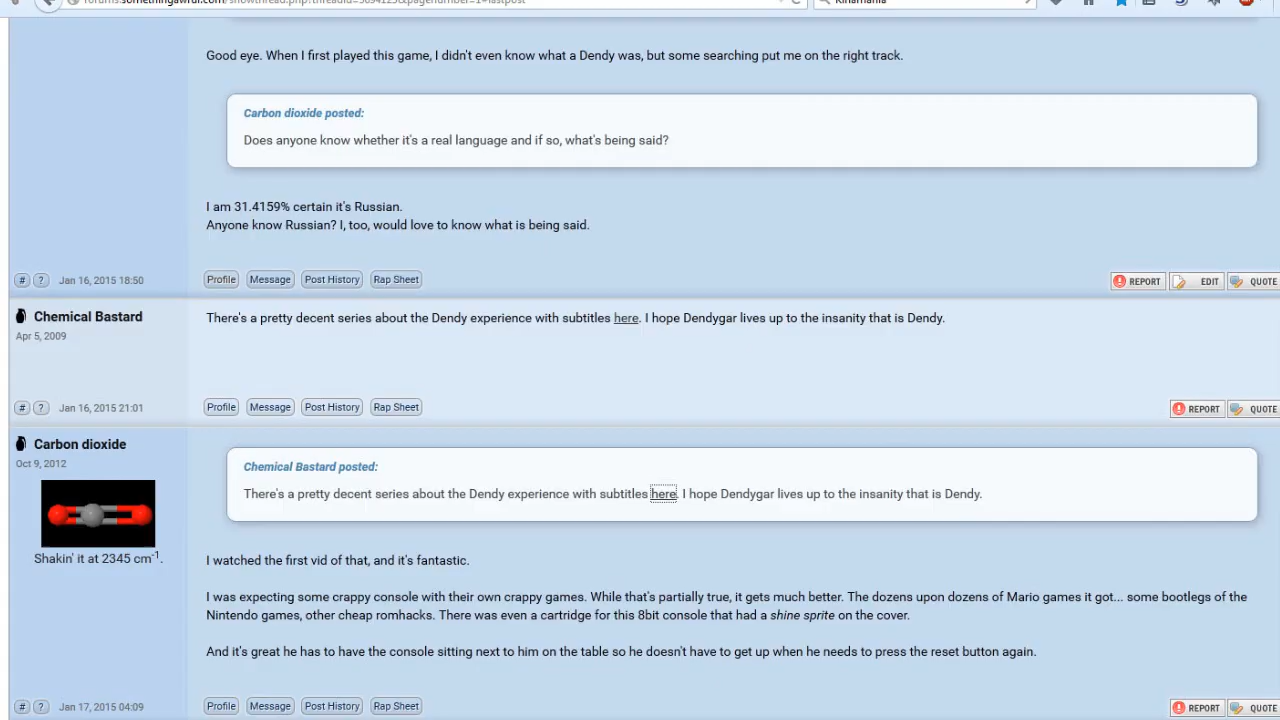 forums.somethingawful.com/showthread.php?threadid=3694125&pagenumber=1#lastpost
Good eye. When I first played this game, I didn't even know what a Dendy was, but some searching put me on the right track.
Carbon dioxide posted:
Does anyone know whether it's a real language and if so, what's being said?
I am 31.4159% certain it's Russian.
Anyone know Russian? I, too, would love to know what is being said.
# ? Jan 16, 2015 18:50 Profile Message Post History Rap Sheet REPORT EDIT QUOTE
Chemical Bastard
Apr 5, 2009
There's a pretty decent series about the Dendy experience with subtitles here. I hope Dendygar lives up to the insanity that is Dendy.
# ? Jan 16, 2015 21:01 Profile Message Post History Rap Sheet REPORT QUOTE
Carbon dioxide
Oct 9, 2012
Shakin' it at 2345 cm-1.
Chemical Bastard posted:
There's a pretty decent series about the Dendy experience with subtitles here. I hope Dendygar lives up to the insanity that is Dendy.
I watched the first vid of that, and it's fantastic.
I was expecting some crappy console with their own crappy games. While that's partially true, it gets much better. The dozens upon dozens of Mario games it got... some bootlegs of the
Nintendo games, other cheap romhacks. There was even a cartridge for this 8bit console that had a shine sprite on the cover.
And it's great he has to have the console sitting next to him on the table so he doesn't have to get up when he needs to press the reset button again.
# ? Jan 17, 2015 04:09 Profile Message Post History Rap Sheet REPORT QUOTE